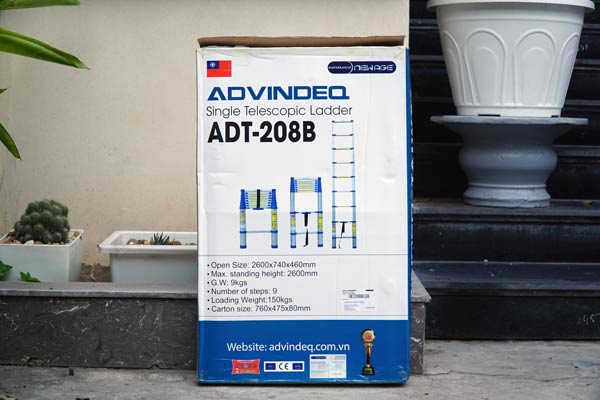 NEWAGE
ADVINDEQ
Single Telescopic Ladder
ADT-208B
• Open Size: 2600x740x460mm
• Max. standing height: 2600mm
• G.W: 9kgs
• Number of steps: 9
• Loading Weight:150kgs
• Carton size: 760x475x80mm
Website: advindeq.com.vn
CE